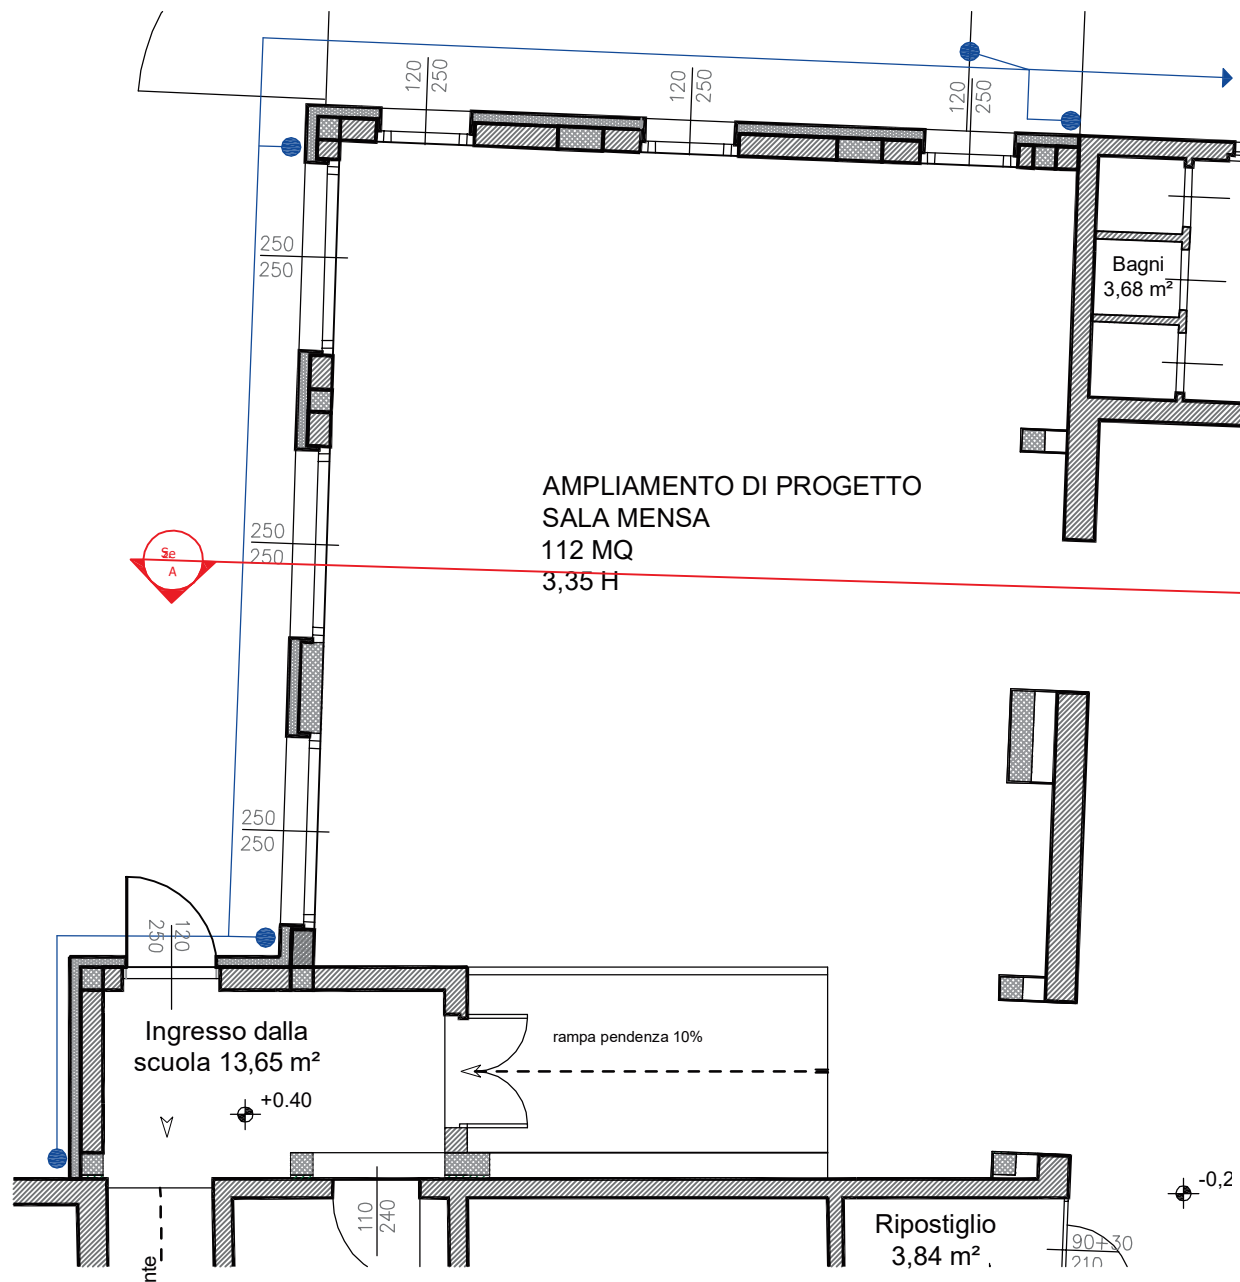 120
250
120
250
120
250
250
250
Bagni
3,68 m²
AMPLIAMENTO DI PROGETTO
SALA MENSA
112 MQ
3,35 H
250
250
A
250
250
120
250
Ingresso dalla
scuola 13,65 m²
rampa pendenza 10%
+0.40
-0,2
110
240
Ripostiglio
3,84 m²
90+30
210
nte